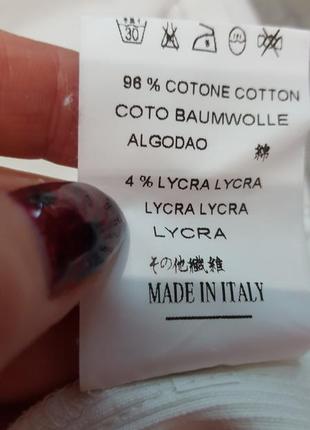 30
96 % COTONE COTTON
COTO BAUMWOLLE
ALGODAO 綿
4 % LYCRA LYCRA
LYCRA LYCRA
LYCRA
その他繊維
MADE IN ITALY